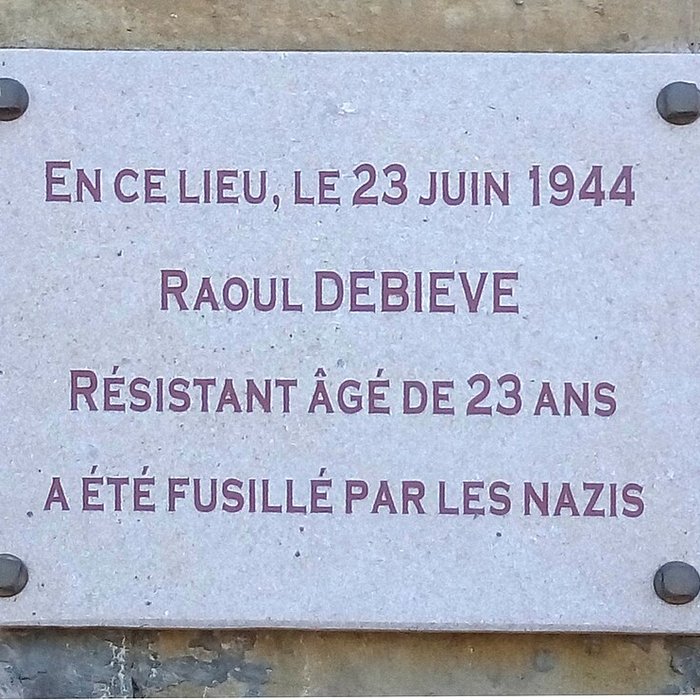 En ce lieu, le 23 juin 1944
Raoul DEBIEVE
Résistant âgé de 23 ans
a été fusillé par les nazis